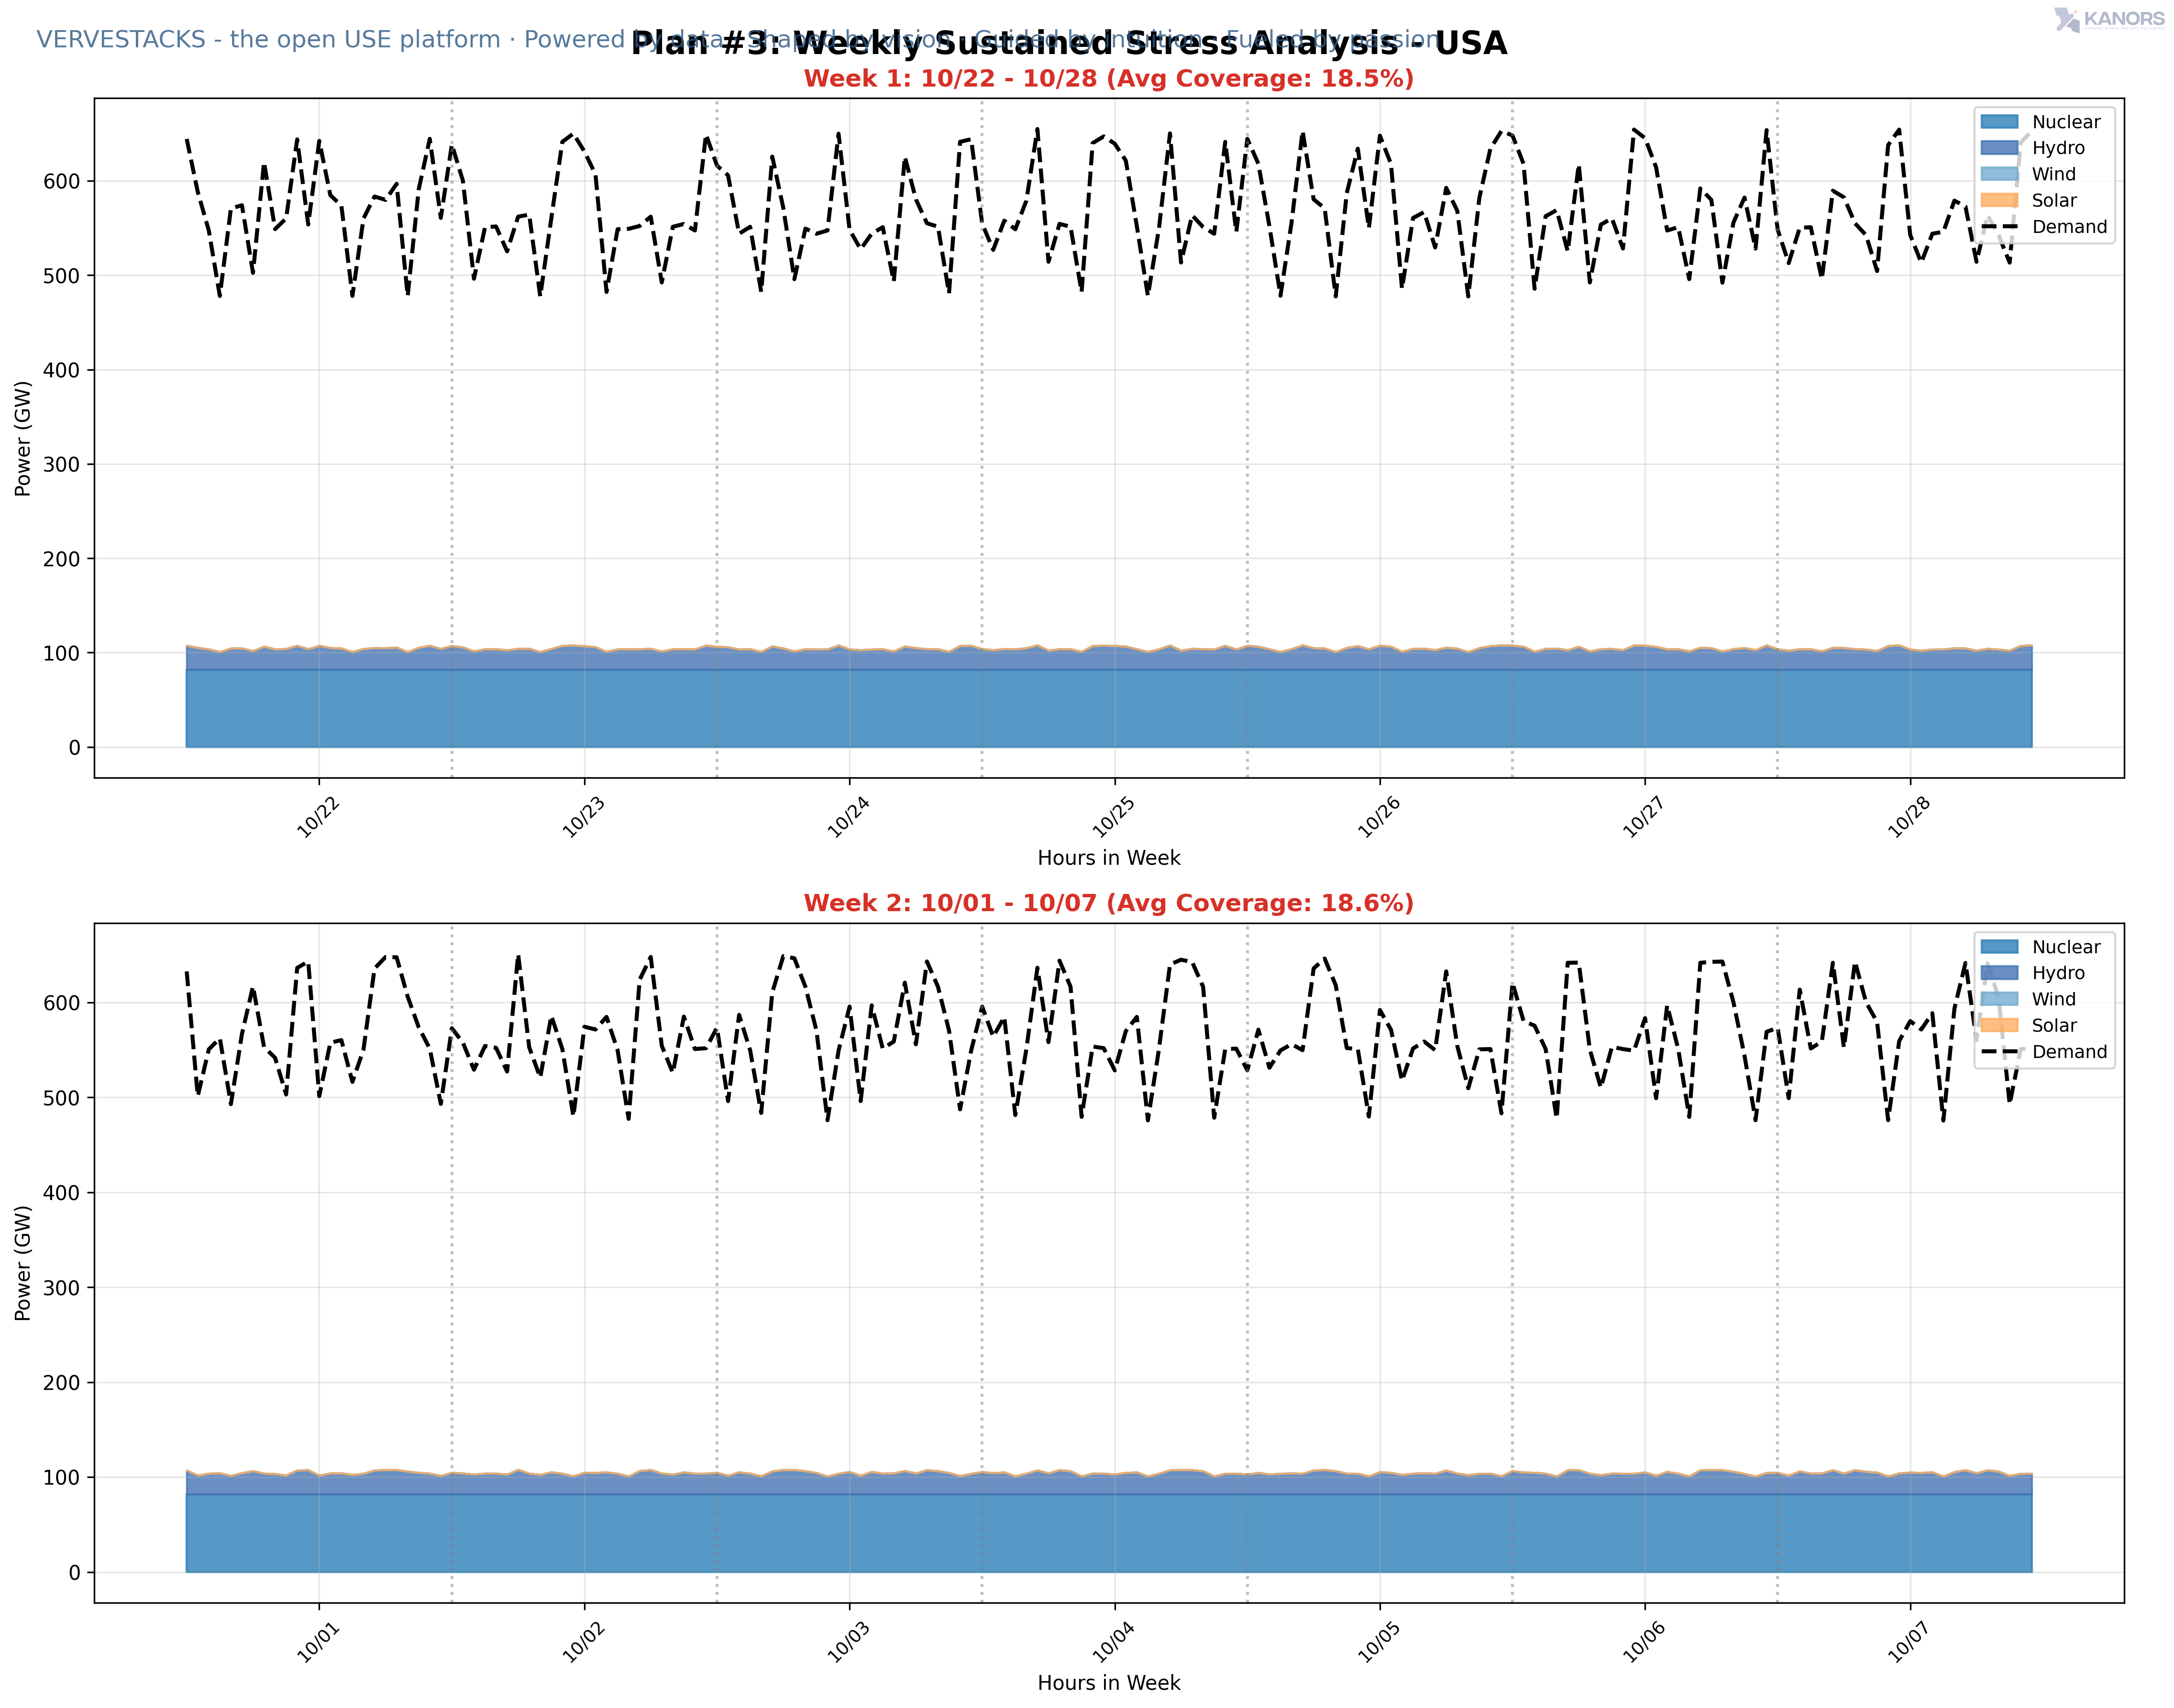 KANORS
VERVESTACKS - the open USE platform · Powered by data · Shaped by vision · Guided by intuition · Fueled by passion
Plan #3: Weekly Sustained Stress Analysis - USA
Week 1: 10/22 - 10/28 (Avg Coverage: 18.5%)
Nuclear
Hydro
Wind
Solar
Demand
Power (GW)
600
500
400
300
200
100
0
10/22 10/23 10/24 10/25 10/26 10/27 10/28
Hours in Week
Week 2: 10/01 - 10/07 (Avg Coverage: 18.6%)
Nuclear
Hydro
Wind
Solar
Demand
Power (GW)
600
500
400
300
200
100
0
10/01 10/02 10/03 10/04 10/05 10/06 10/07
Hours in Week